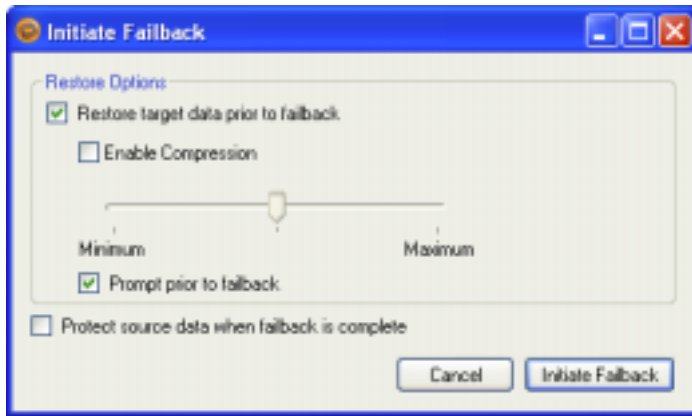 Initiate Failback
Restore Options
Restore target data prior to failback
Enable Compression
Minimum Maximum
Prompt prior to failback
Protect source data when failback is complete
Cancel Initiate Failback